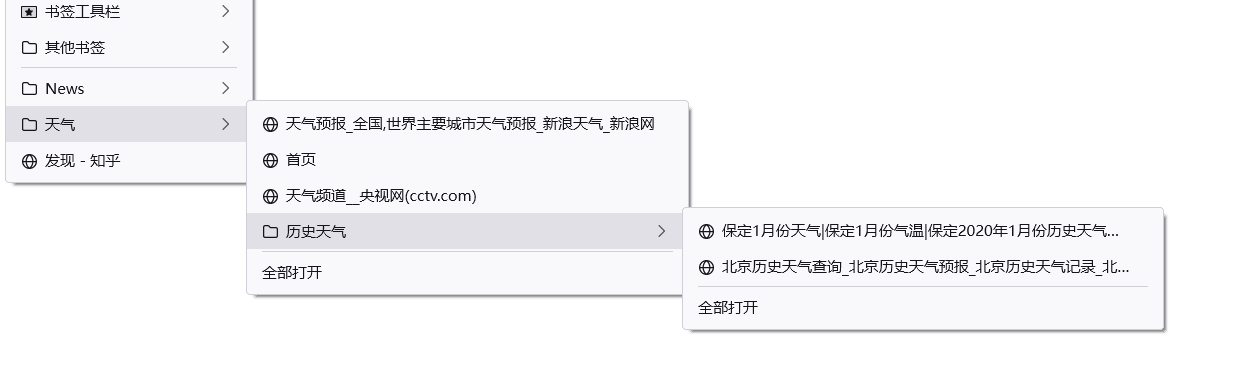 书签工具栏
其他书签
News
天气
发现 - 知乎
天气预报_全国,世界主要城市天气预报_新浪天气_新浪网
首页
天气频道__央视网(cctv.com)
历史天气
全部打开
保定1月份天气|保定1月份气温|保定2020年1月份历史天气...
北京历史天气查询_北京历史天气预报_北京历史天气记录_北...
全部打开